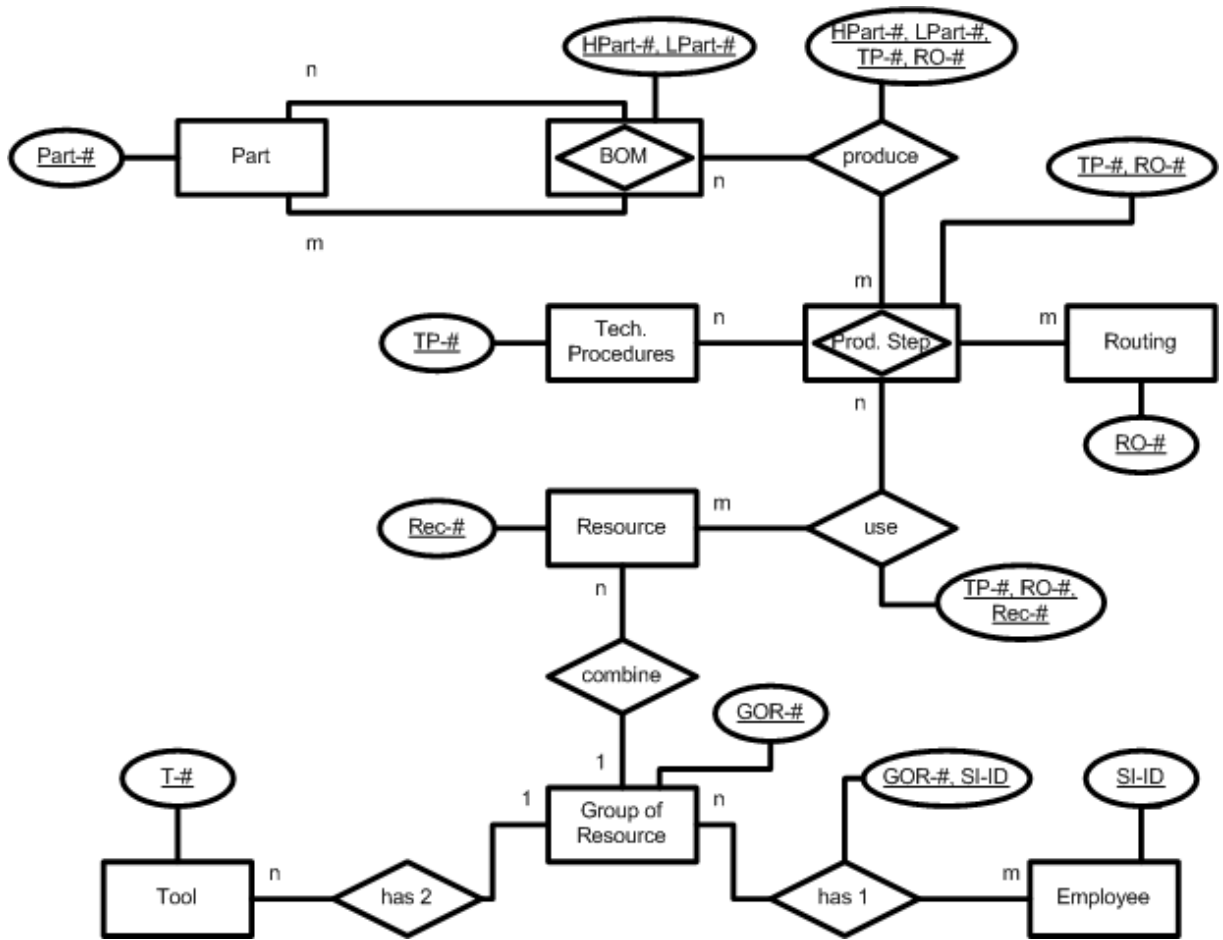 HPart-#, LPart-#
HPart-#, LPart-#,
TP-#, RO-#
n
Part-#
Part
BOM
n
produce
TP-#, RO-#
m
m
TP-#
Tech.
Procedures
n
Prod. Step
m
Routing
n
RO-#
Rec-#
Resource
m
use
n
TP-#, RO-#,
Rec-#
combine
GOR-#
T-#
1
GOR-#, SI-ID
SI-ID
1
Group of
Resource
n
Tool
n
has 2
has 1
m
Employee